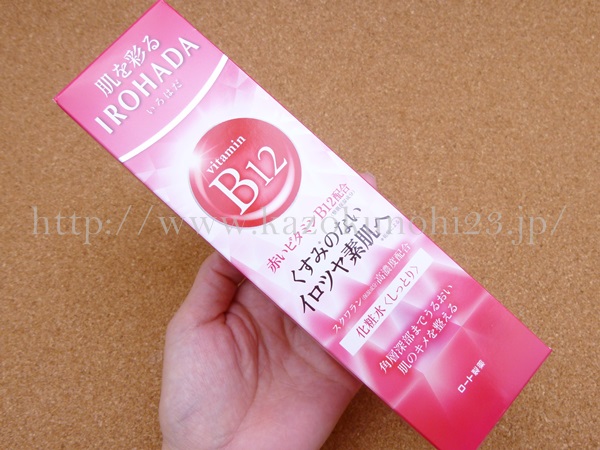 肌を彩る
IROHADA
いろはだ
vitamin
B12
赤いビタミンB12配合
くすみのない
イロツヤ素肌へ
スクワラン高濃度配合
化粧水〈しっとり〉
角層深部までうるおい
肌のキメを整える
ロート製薬
http://www.kazokunohi23.jp/